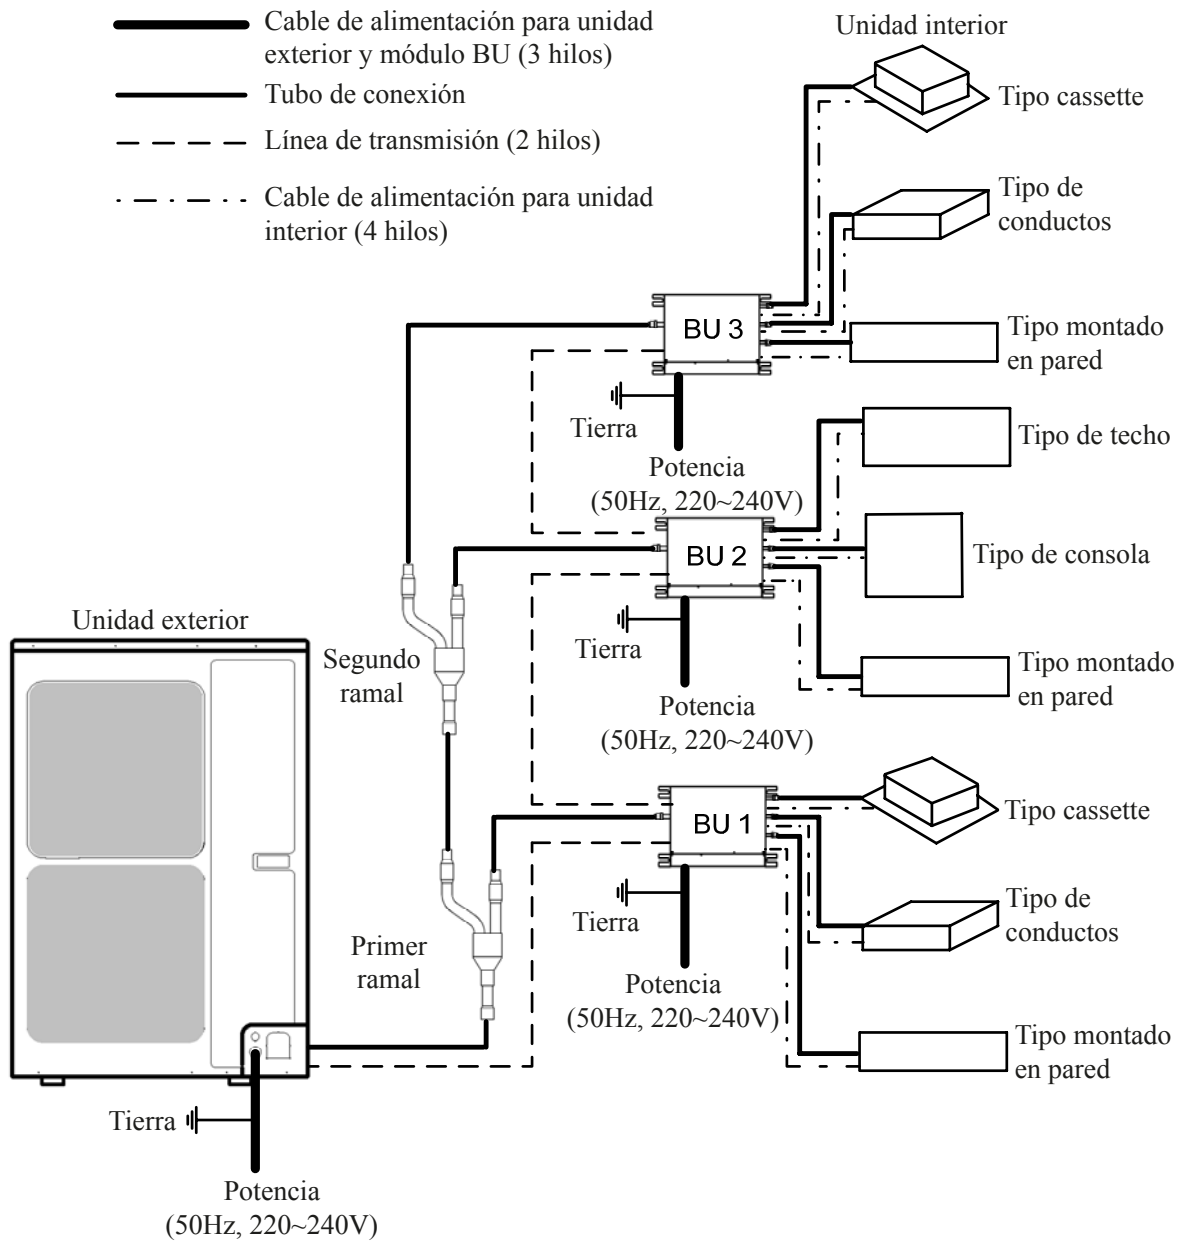 Cable de alimentación para unidad
exterior y módulo BU (3 hilos)
Tubo de conexión
Línea de transmisión (2 hilos)
Cable de alimentación para unidad
interior (4 hilos)
Unidad interior
Tipo cassette
Tipo de
conductos
BU 3
Tipo montado
en pared
Tierra
Potencia
(50Hz, 220~240V)
Tipo de techo
BU 2
Tipo de consola
Tierra
Potencia
(50Hz, 220~240V)
Tipo montado
en pared
Unidad exterior
Segundo
ramal
BU 1
Tipo cassette
Tierra
Potencia
(50Hz, 220~240V)
Tipo de
conductos
Primer
ramal
Tipo montado
en pared
Tierra
Potencia
(50Hz, 220~240V)